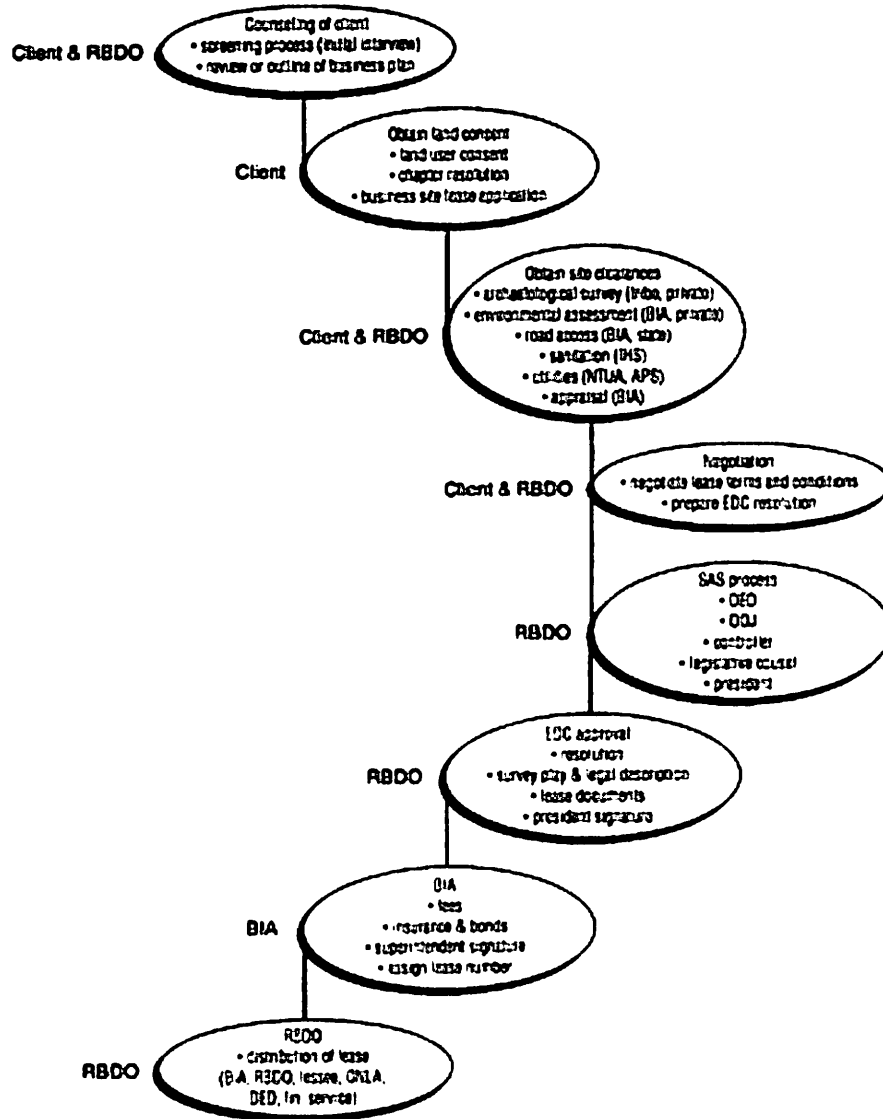 Counseling of client
• screening process (initial interview)
Client & RBDO
• review or outline of business plan
Obtain land consent
• land user consent
Client
• chapter resolution
• business site lease application
Obtain site clearances
• archaeological survey (tribe, private)
• environmental assessment (BIA, private)
Client & RBDO
• road access (BIA, state)
• sanitation (IHS)
• utilities (NTUA, APS)
• appraisal (BIA)
Negotiation
• negotiate lease terms and conditions
Client & RBDO
• prepare EDC resolution
SAS process
• DED
RBDO
• DOJ
• controller
• legislative counsel
• president
EDC approval
• resolution
RBDO
• survey play & legal description
• lease documents
• president signature
BIA
• fees
BIA
• insurance & bonds
• superintendent signature
• assign lease number
RBDO
• distribution of lease
RBDO
(BIA, RBDO, lessee,
DED, fin. service)